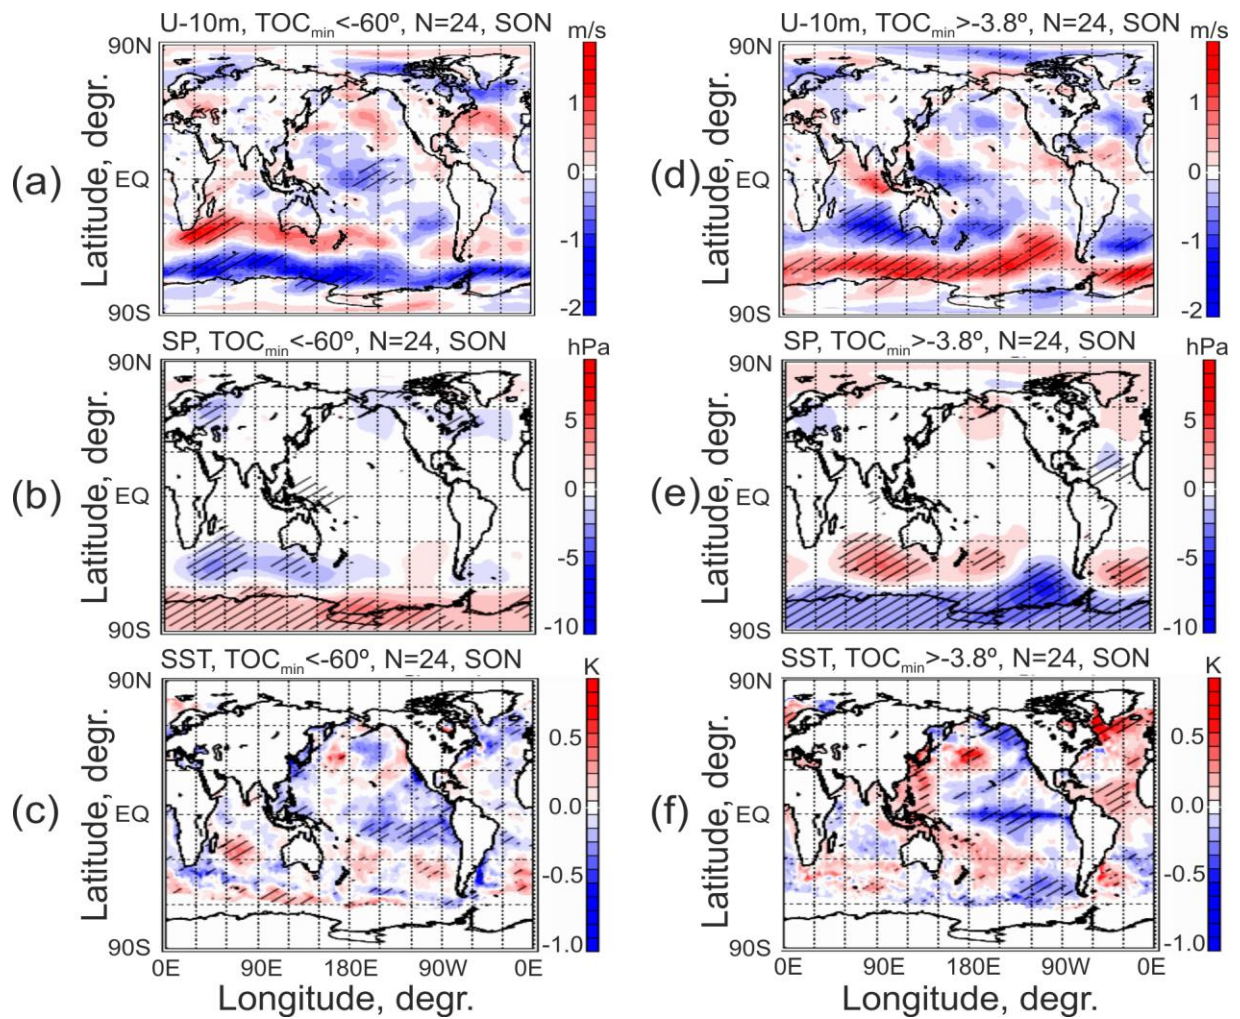 U-10m, TOCmin<-60º, N=24, SON
m/s
(a)
Latitude, degr.
90N
EQ
90S
1
0
-1
-2
U-10m, TOCmin>-3.8º, N=24, SON
m/s
(d)
Latitude, degr.
90N
EQ
90S
1
0
-1
-2
SP, TOCmin<-60º, N=24, SON
hPa
(b)
Latitude, degr.
90N
EQ
90S
5
0
-5
-10
SP, TOCmin>-3.8º, N=24, SON
hPa
(e)
Latitude, degr.
90N
EQ
90S
5
0
-5
-10
SST, TOCmin<-60º, N=24, SON
K
(c)
Latitude, degr.
90N
EQ
90S
0.5
0.0
-0.5
-1.0
0E 90E 180E 90W 0E
Longitude, degr.
SST, TOCmin>-3.8º, N=24, SON
K
(f)
Latitude, degr.
90N
EQ
90S
0.5
0.0
-0.5
-1.0
0E 90E 180E 90W 0E
Longitude, degr.